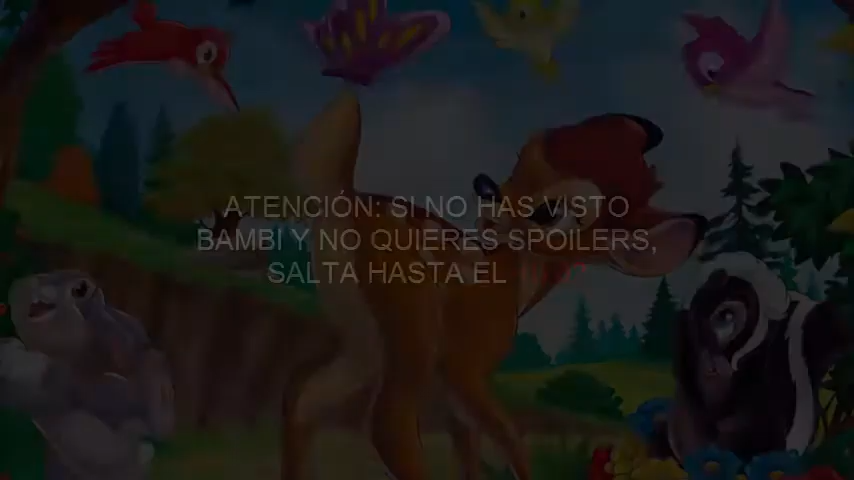 ATENCIÓN: SI NO HAS VISTO
BAMBI Y NO QUIERES SPOILERS,
SALTA HASTA EL